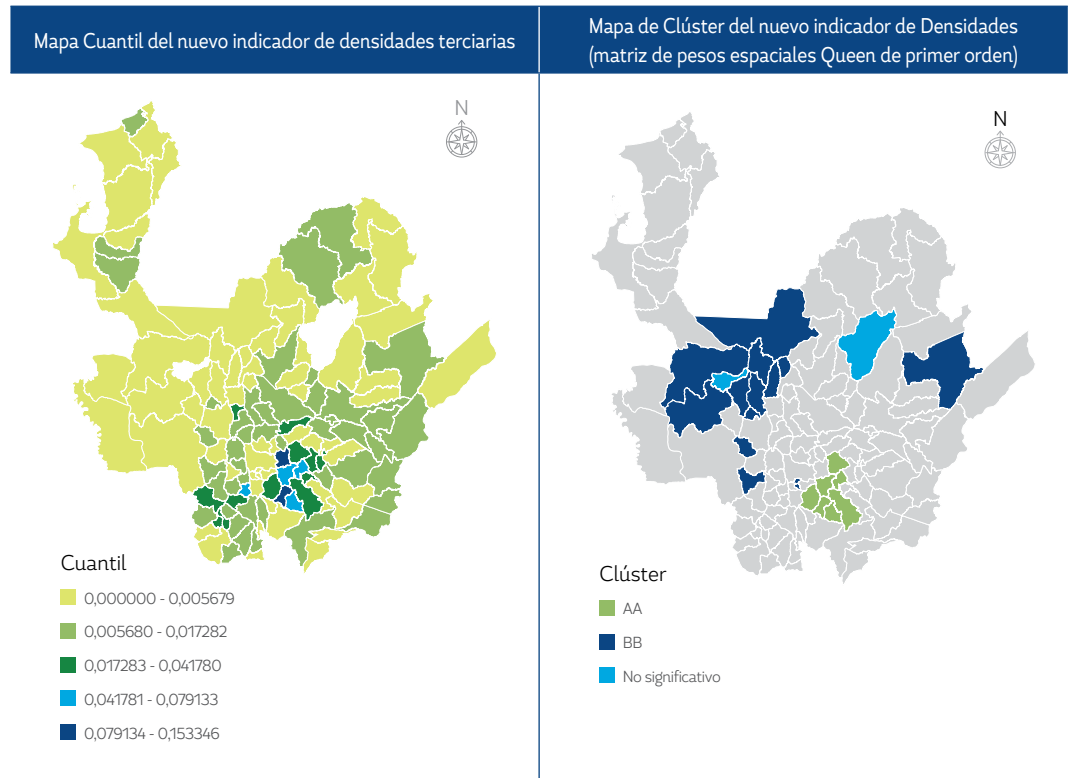 Mapa Cuantil del nuevo indicador de densidades terciarias
Mapa de Clúster del nuevo indicador de Densidades
(matriz de pesos espaciales Queen de primer orden)
N
Cuantil
0,000000 - 0,005679
0,005680 - 0,017282
0,017283 - 0,041780
0,041781 - 0,079133
0,079134 - 0,153346
N
Clúster
AA
BB
No significativo